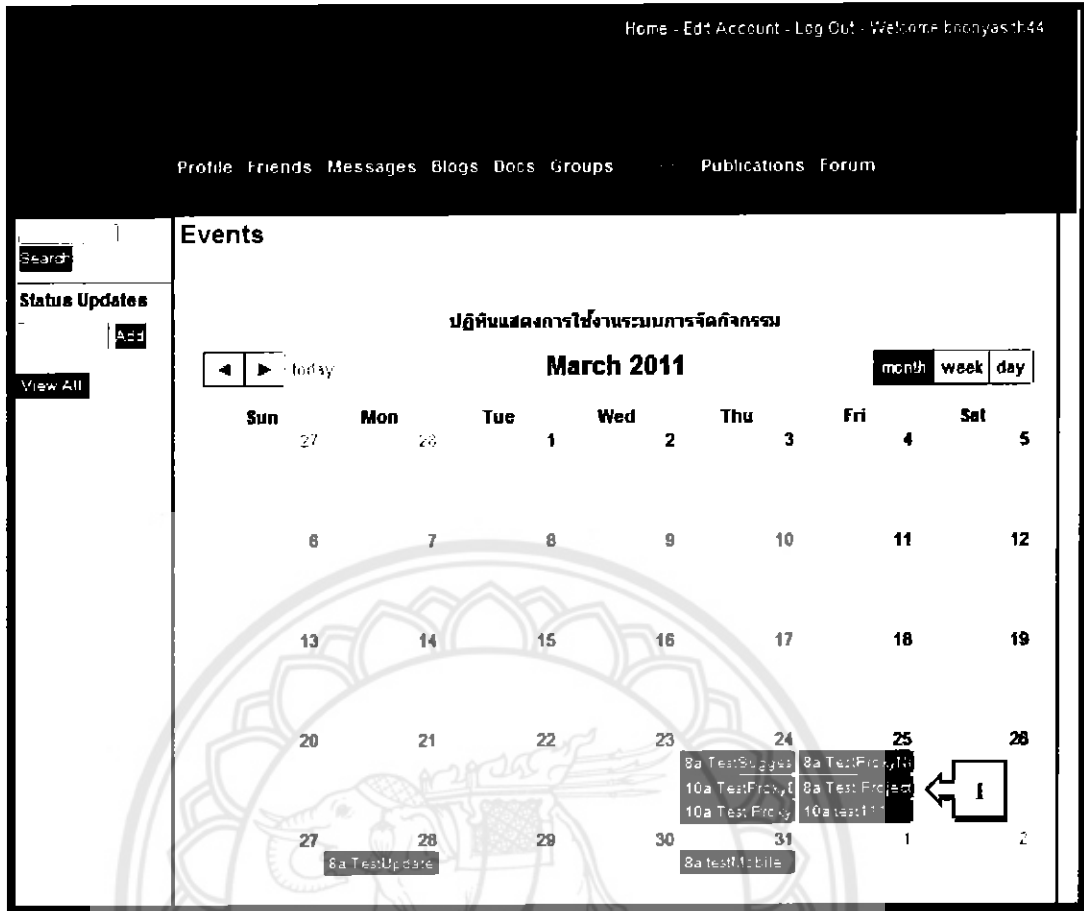 Home - Edit Account - Log Out - Welcome boonyasith44
Profile Friends Messages Blogs Docs Groups Publications Forum
Search
Status Updates
Add
View All
Events
ปฏิทินแสดงการใช้งานระบบการจัดกิจกรรม
◄ ► today March 2011 month week day
Sun Mon Tue Wed Thu Fri Sat
27 28 1 2 3 4 5
6 7 8 9 10 11 12
13 14 15 16 17 18 19
20 21 22 23 24 25 26
8a TestSugges 8a
10a 8a Test Project
10a Test Proxy 10a
1
27 28 29 30 31 1 2
8a TestUpdate 8a testMobile